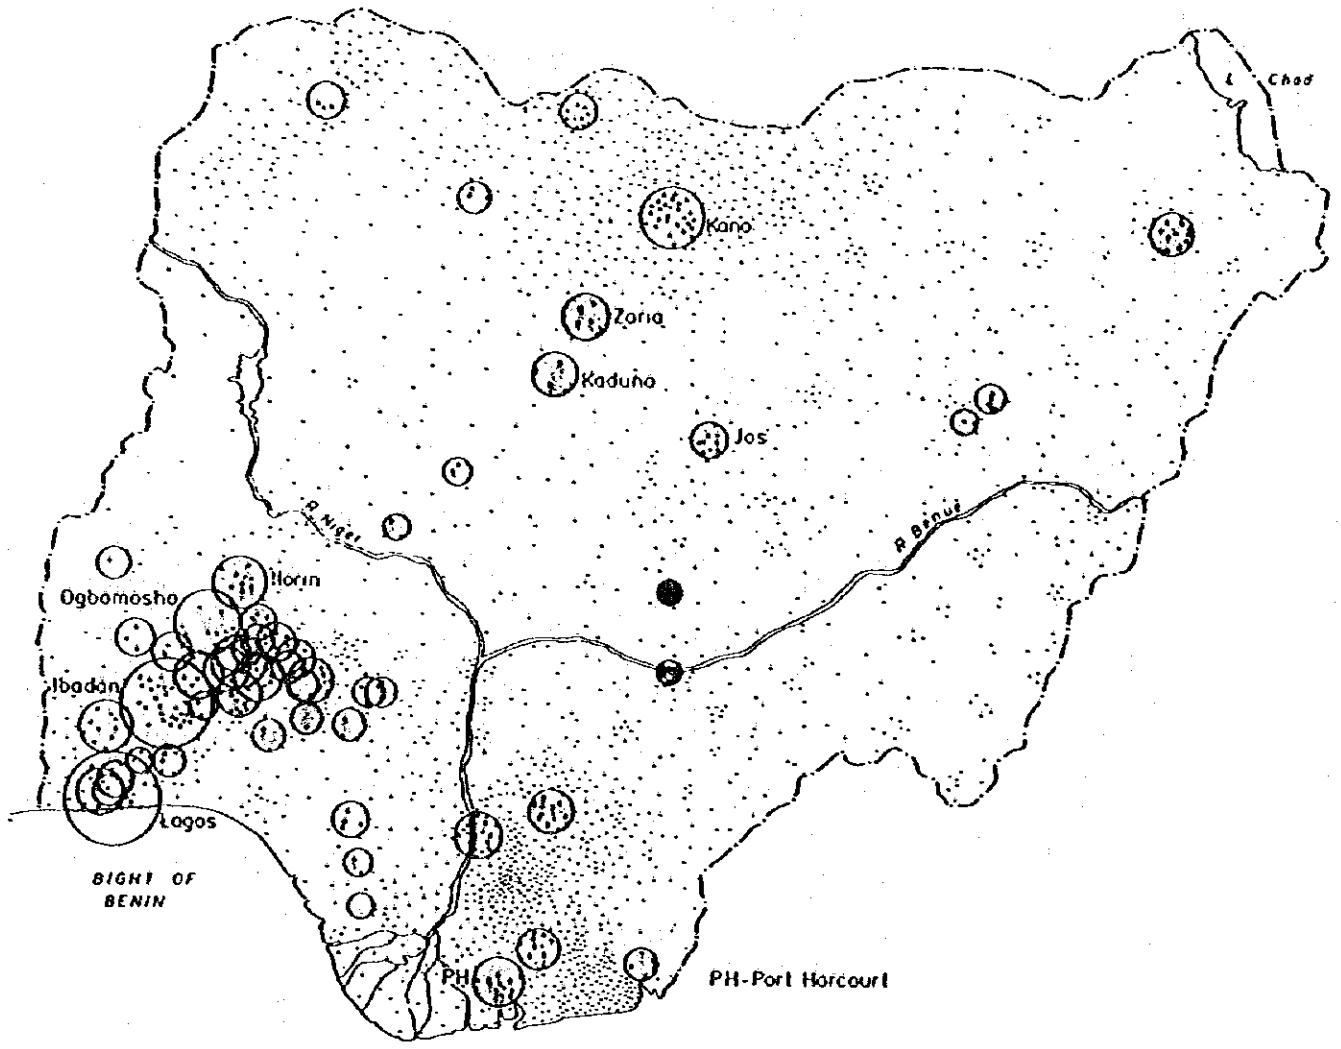 L Chad
Kano
Zaria
Kaduna
Jos
R Niger
R Benue
Ilorin
Ogbomosho
Ibadan
Lagos
BIGHT OF
BENIN
PH
PH-Port Harcourt